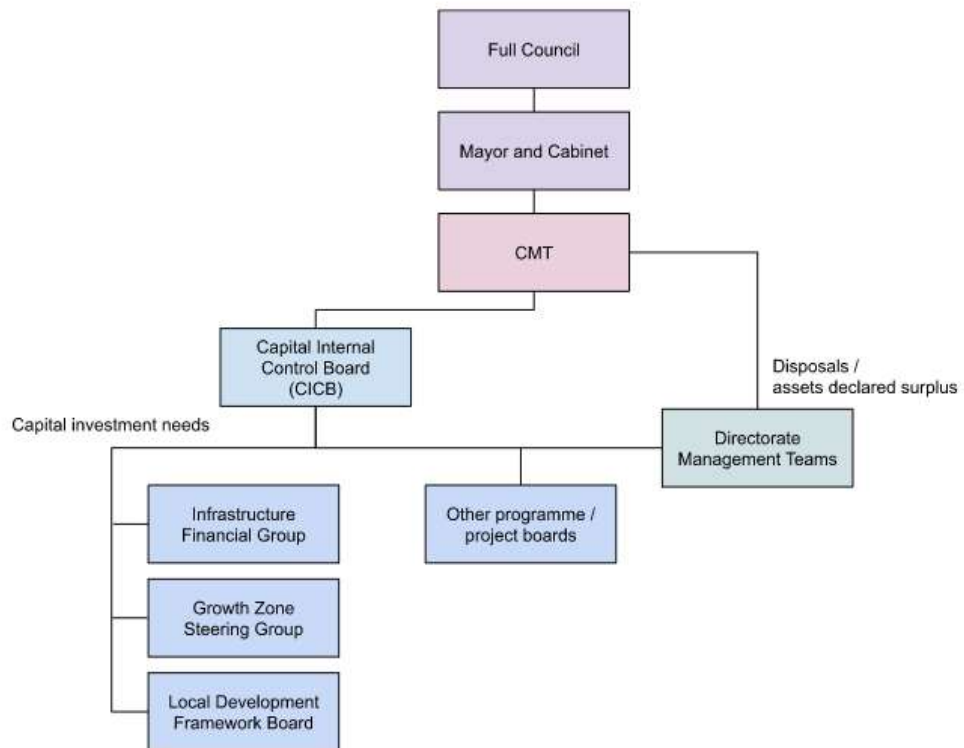 Full Council
Mayor and Cabinet
CMT
Capital Internal
Control Board
(CICB)
Disposals /
assets declared surplus
Capital investment needs
Directorate
Management Teams
Infrastructure
Financial Group
Other programme /
project boards
Growth Zone
Steering Group
Local Development
Framework Board